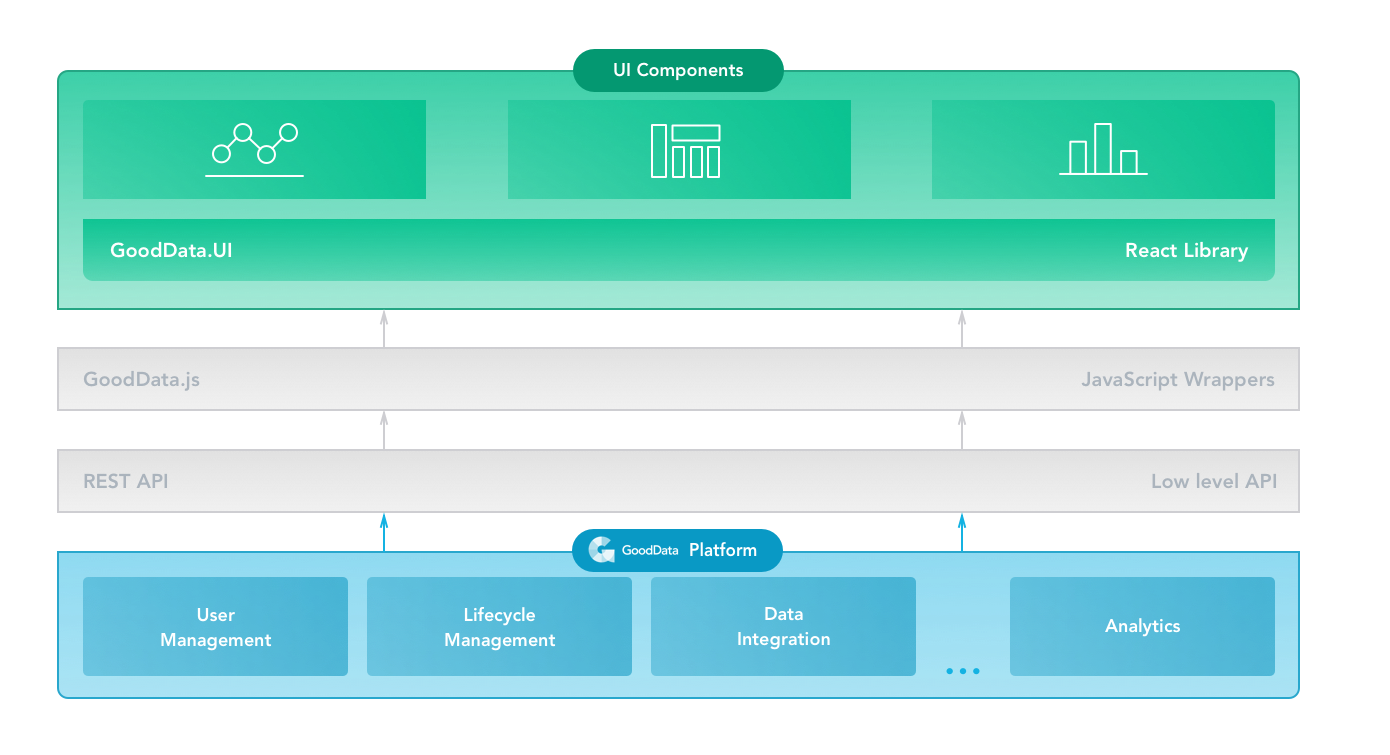 UI Components
GoodData.UI
React Library
GoodData.js
JavaScript Wrappers
REST API
Low level API
GoodData Platform
User
Management
Lifecycle
Management
Data
Integration
...
Analytics